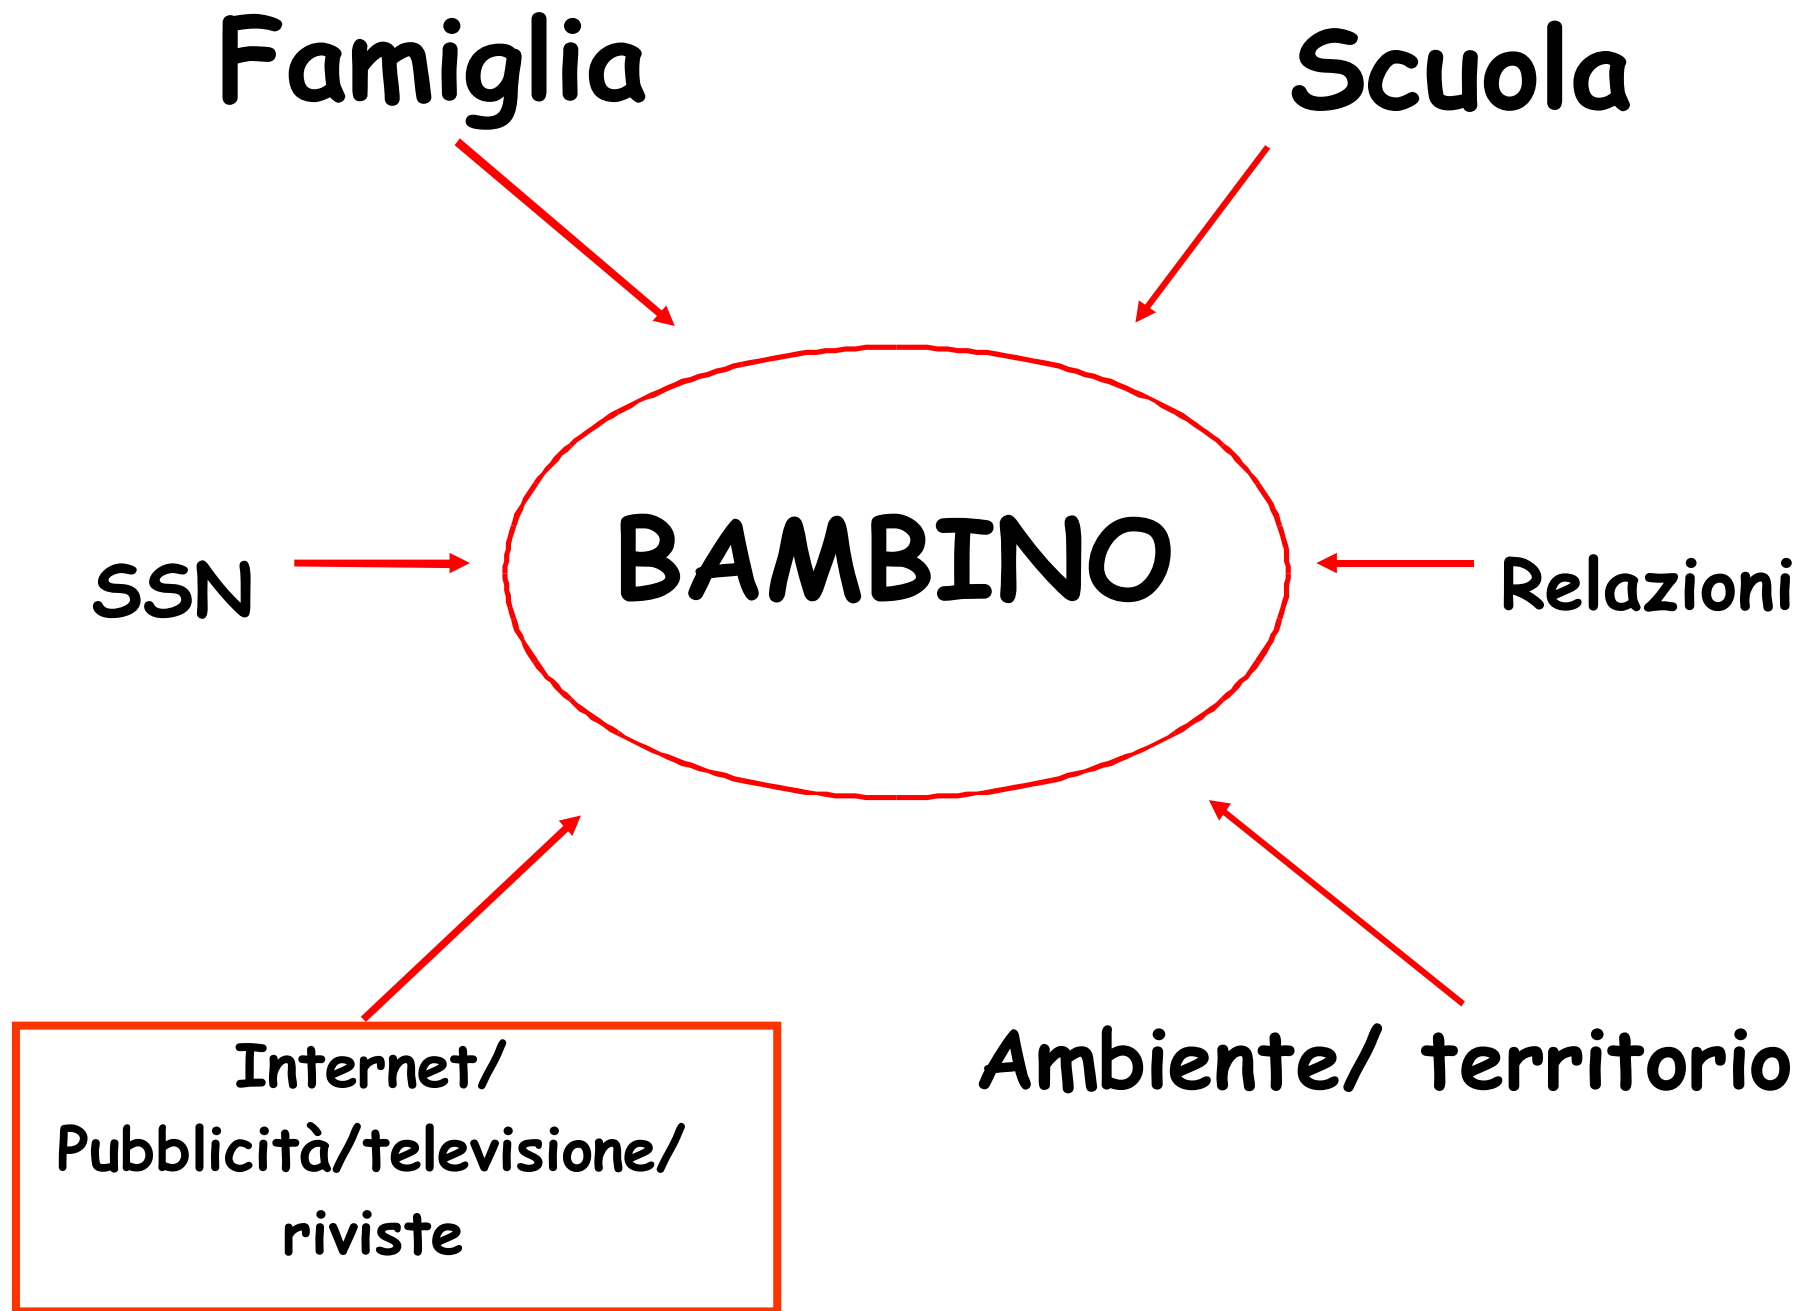 Famiglia
Scuola
BAMBINO
SSN
Relazioni
Internet/
Pubblicità/televisione/
riviste
Ambiente/ territorio